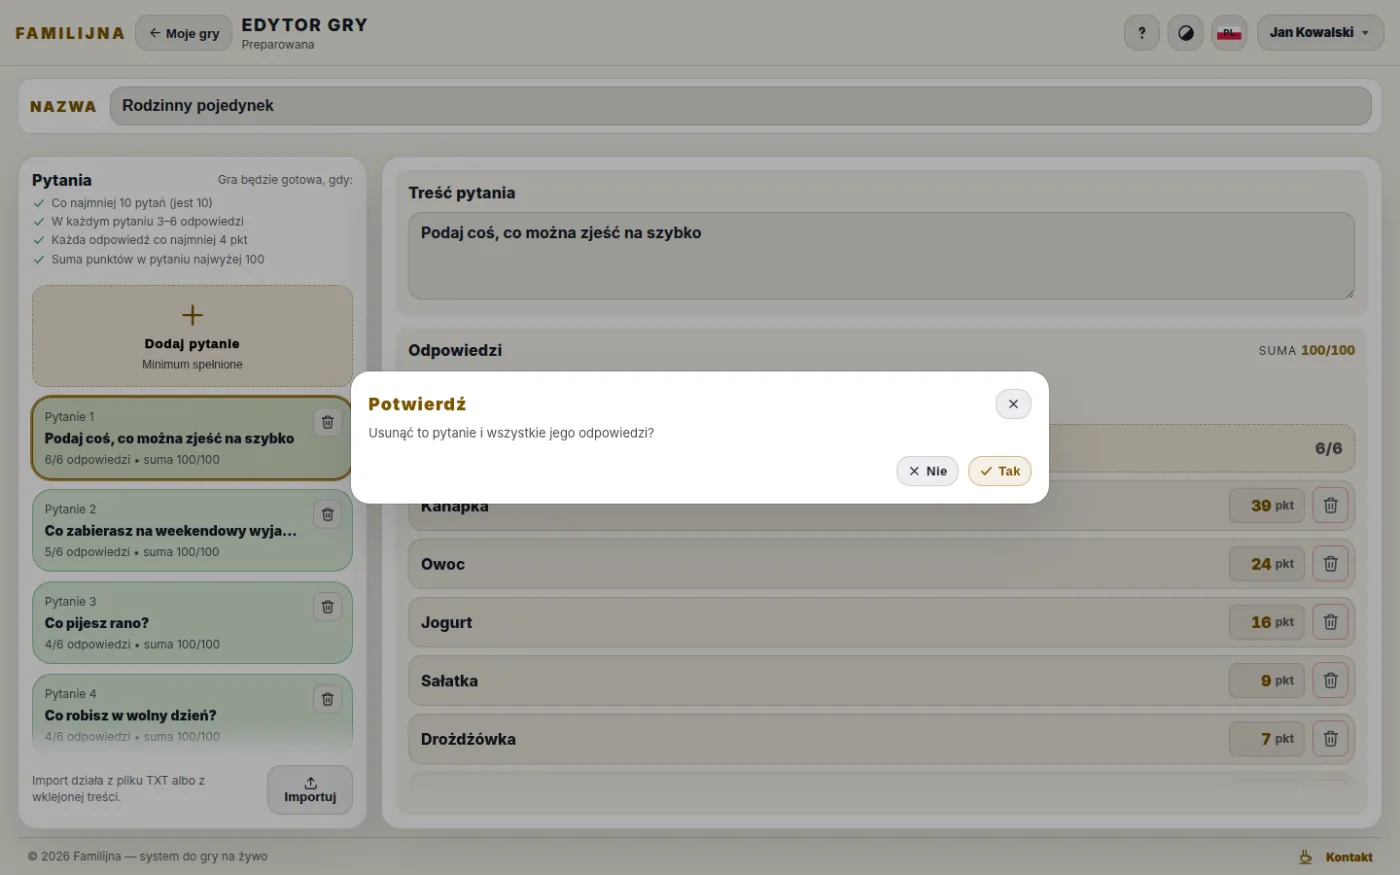 FAMILIJNA
Moje gry
EDYTOR GRY
Preparowana
?
PL
Jan Kowalski
NAZWA
Rodzinny pojedynek
Pytania
Gra będzie gotowa, gdy:
Co najmniej 10 pytań (jest 10)
W każdym pytaniu 3–6 odpowiedzi
Każda odpowiedź co najmniej 4 pkt
Suma punktów w pytaniu najwyżej 100
Dodaj pytanie
Minimum spełnione
Pytanie 1
Podaj coś, co można zjeść na szybko
6/6 odpowiedzi • suma 100/100
Pytanie 2
Co zabierasz na weekendowy wyja...
5/6 odpowiedzi • suma 100/100
Pytanie 3
Co pijesz rano?
4/6 odpowiedzi • suma 100/100
Pytanie 4
Co robisz w wolny dzień?
4/6 odpowiedzi • suma 100/100
Import działa z pliku TXT albo z
wklejonej treści.
Importuj
Treść pytania
Podaj coś, co można zjeść na szybko
Odpowiedzi
SUMA 100/100
6/6
Potwierdź
Usunąć to pytanie i wszystkie jego odpowiedzi?
Nie
Tak
Kanapka
39 pkt
Owoc
24 pkt
Jogurt
16 pkt
Sałatka
9 pkt
Drożdżówka
7 pkt
© 2026 Familijna — system do gry na żywo
Kontakt